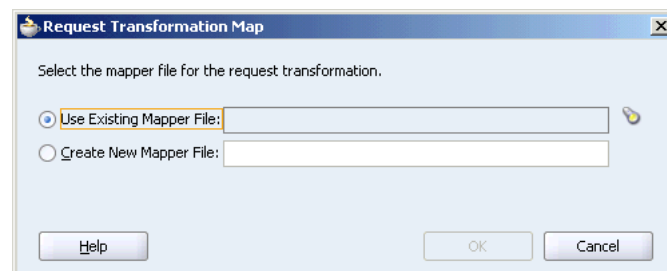 Request Transformation Map
Select the mapper file for the request transformation.
Use Existing Mapper File:
Create New Mapper File:
Help OK Cancel